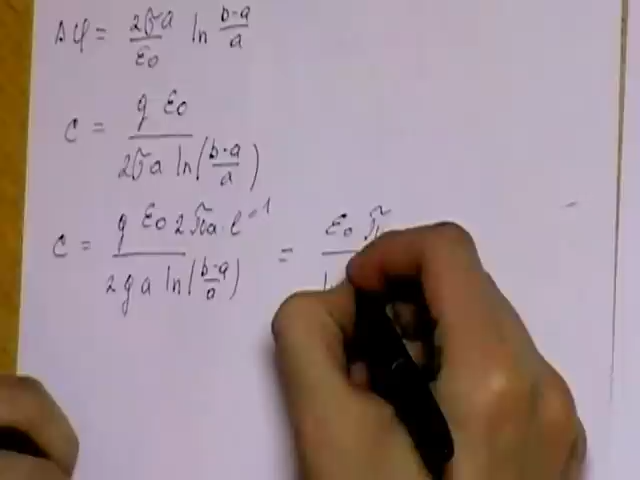 Δφ = 2σa/ε₀ ln (b-a)/a
C = q ε₀ / 2σa ln((b-a)/a)
C = q ε₀ 2πa·l⁼¹ / 2qa ln((b-a)/a) = ε₀ π